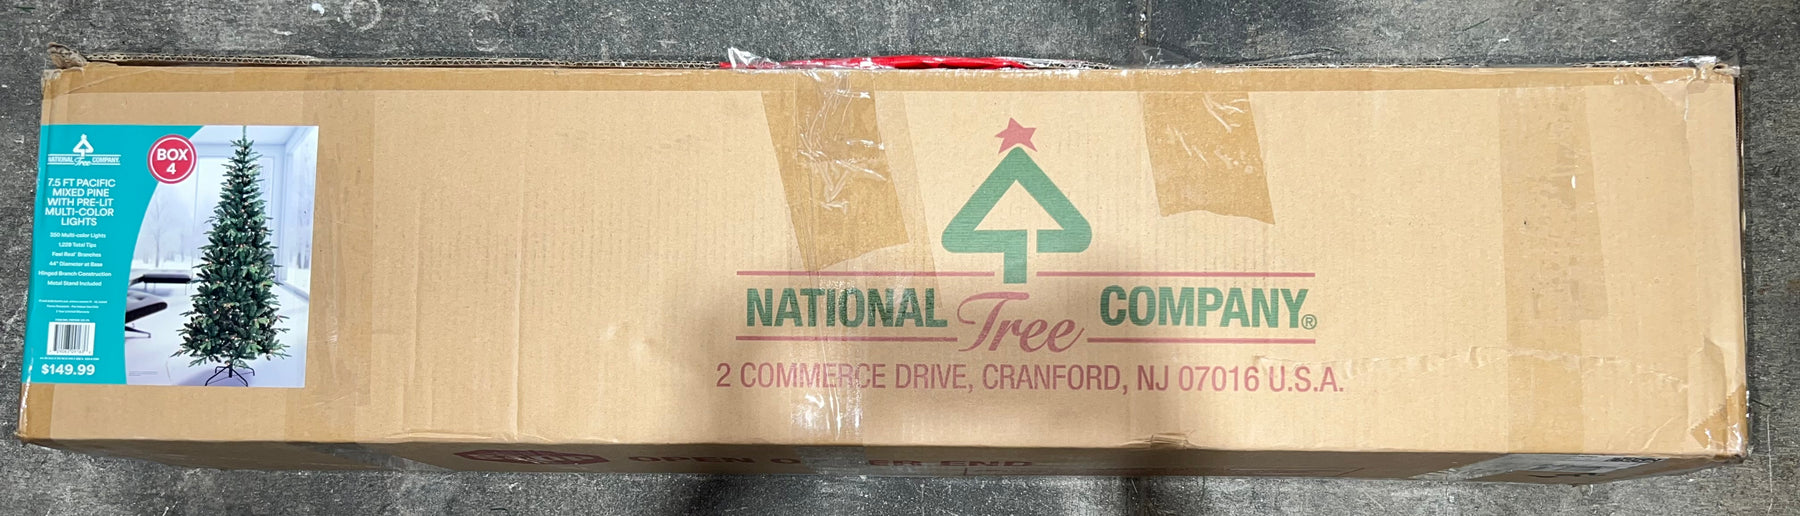 NATIONAL Tree COMPANY
BOX
4
7.5 FT PACIFIC
MIXED PINE
WITH PRE-LIT
MULTI-COLOR
LIGHTS
350 Multi-color Lights
1,229 Total Tips
Feel Real® Branches
44" Diameter at Base
Hinged Branch Construction
Metal Stand Included
$149.99
NATIONAL Tree COMPANY®
2 COMMERCE DRIVE, CRANFORD, NJ 07016 U.S.A.
OPEN O ER END